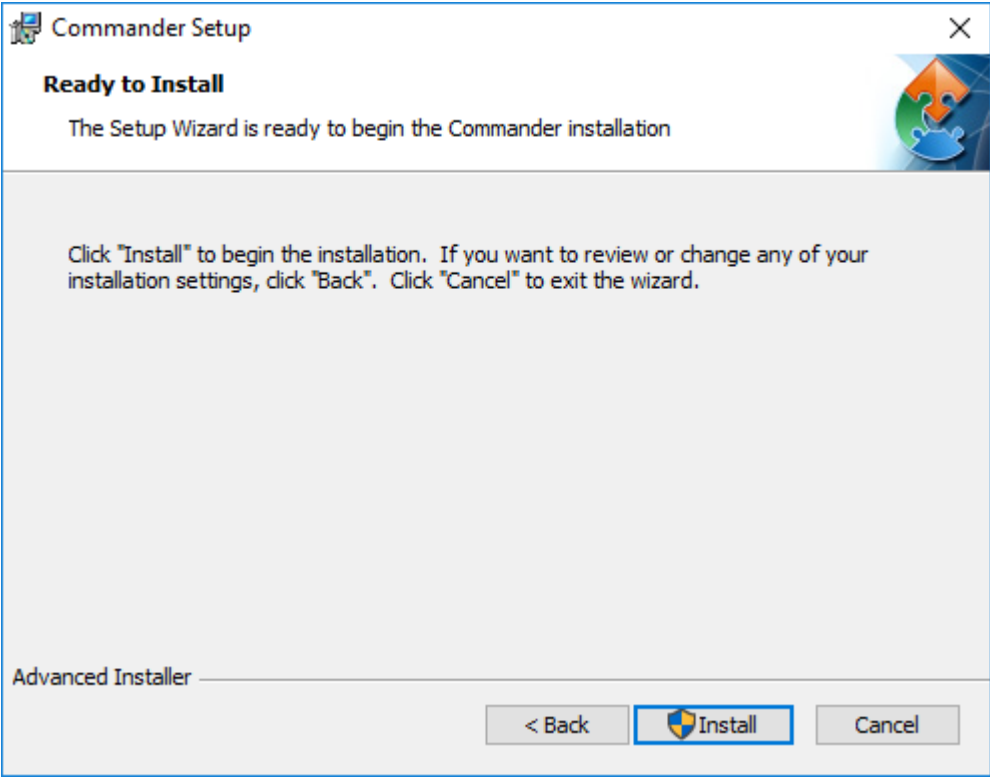 Commander Setup
Ready to Install
The Setup Wizard is ready to begin the Commander installation
Click "Install" to begin the installation.  If you want to review or change any of your
installation settings, click "Back".  Click "Cancel" to exit the wizard.
Advanced Installer
< Back
Install
Cancel